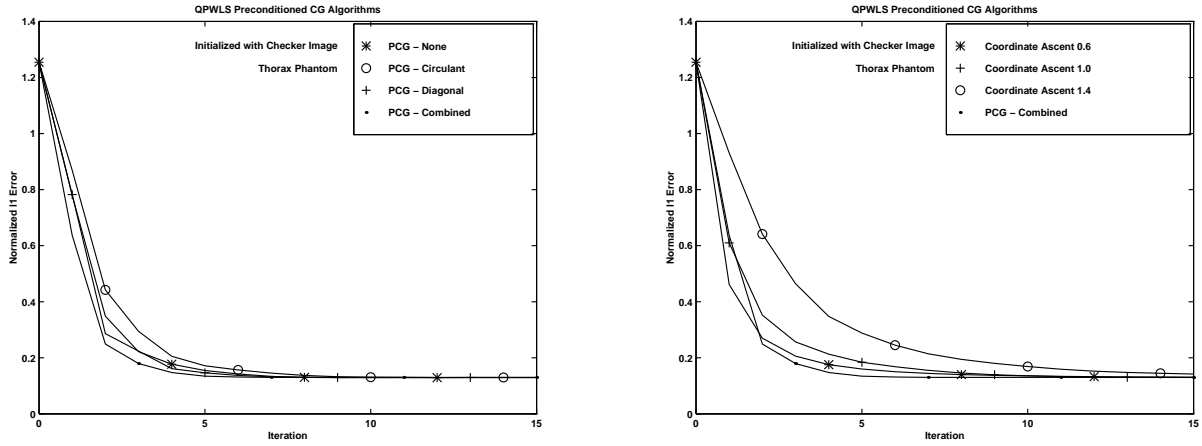 QPWLS Preconditioned CG Algorithms
1.4
1.2
1
0.8
0.6
0.4
0.2
0
Normalized l1 Error
Initialized with Checker Image
Thorax Phantom
PCG − None
PCG − Circulant
PCG − Diagonal
PCG − Combined
0
5
10
15
Iteration
QPWLS Preconditioned CG Algorithms
1.4
1.2
1
0.8
0.6
0.4
0.2
0
Normalized l1 Error
Initialized with Checker Image
Thorax Phantom
Coordinate Ascent 0.6
Coordinate Ascent 1.0
Coordinate Ascent 1.4
PCG − Combined
0
5
10
15
Iteration